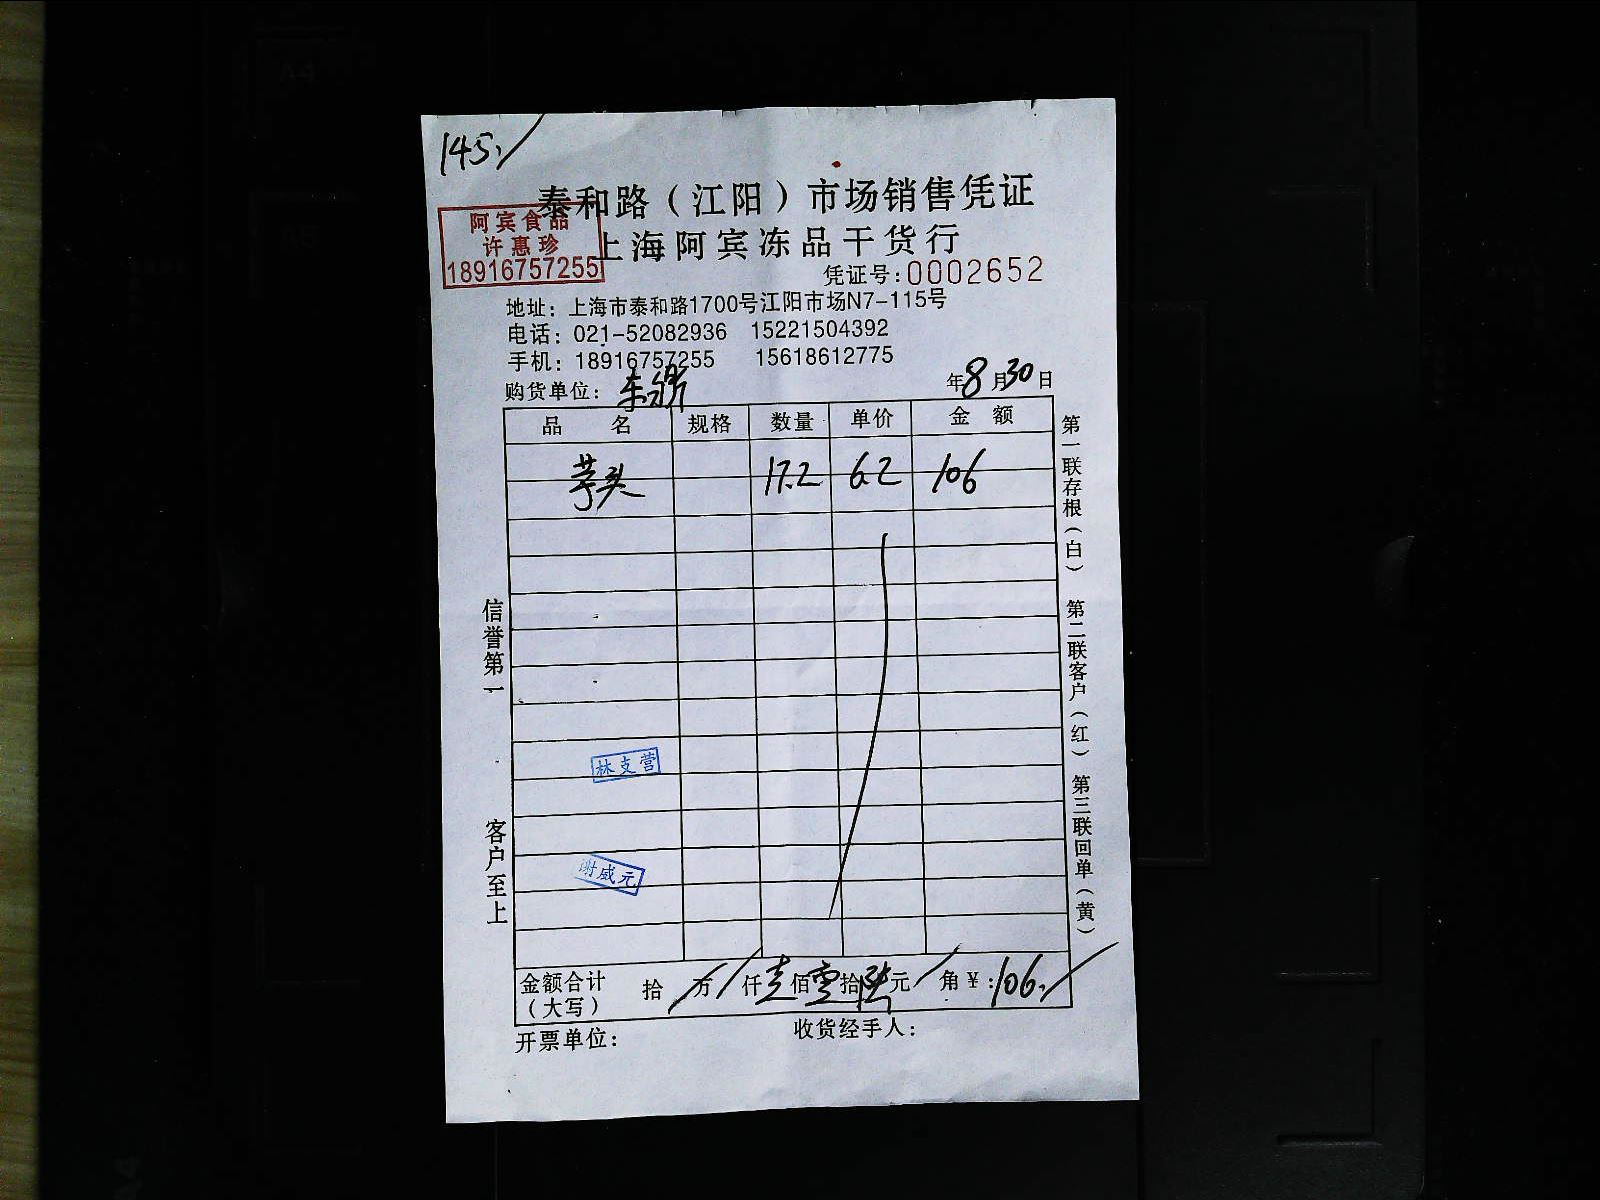 145.
泰和路（江阳）市场销售凭证
阿宾食品
许惠珍
18916757255
上海阿宾冻品干货行
凭证号:0002652
地址：上海市泰和路1700号江阳市场N7-115号
电话：021-52082936 15221504392
手机：18916757255 15618612775
购货单位：
年8月30日
品名 规格 数量 单价 金额
芋头 17.2 6.2 106
林支营
谢威元
金额合计（大写） 拾 / 万 / 仟 壱 佰 零 拾 陆 元 / 角 ¥:106.
开票单位： 收货经手人：
信誉第一 客户至上
第一联存根（白） 第二联客户（红） 第三联回单（黄）